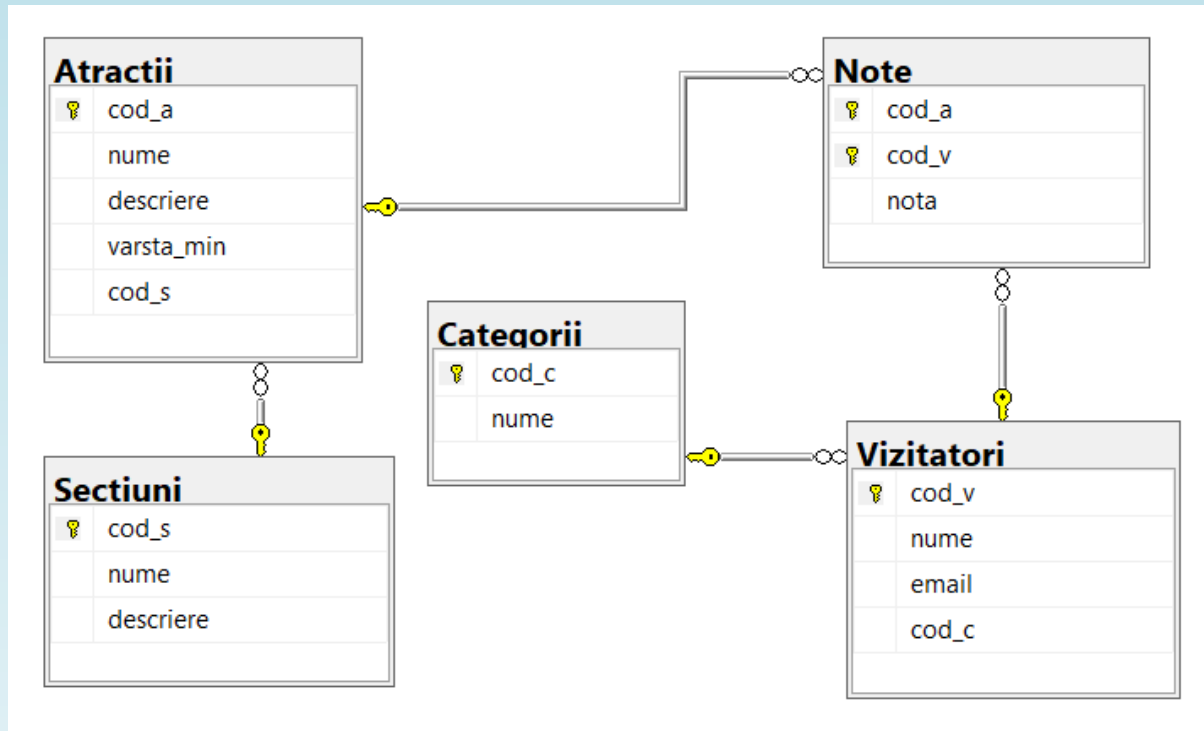 Atractii
cod_a
nume
descriere
varsta_min
cod_s
Note
cod_a
cod_v
nota
Categorii
cod_c
nume
Sectiuni
cod_s
nume
descriere
Vizitatori
cod_v
nume
email
cod_c